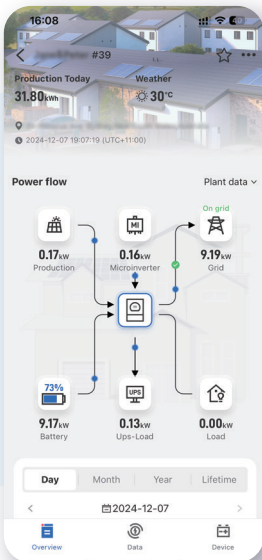 16:08
#39
Production Today
Weather
31.80kWh
30°C
2024-12-07 19:07:19 (UTC+11:00)
Power flow
Plant data
On grid
MI
0.17kW
0.16kW
9.19kW
Production
Microinverter
Grid
73%
UPS
9.17kW
0.13kW
0.00kW
Battery
Ups-Load
Load
Day
Month
Year
Lifetime
< 2024-12-07 >
Overview
Data
Device